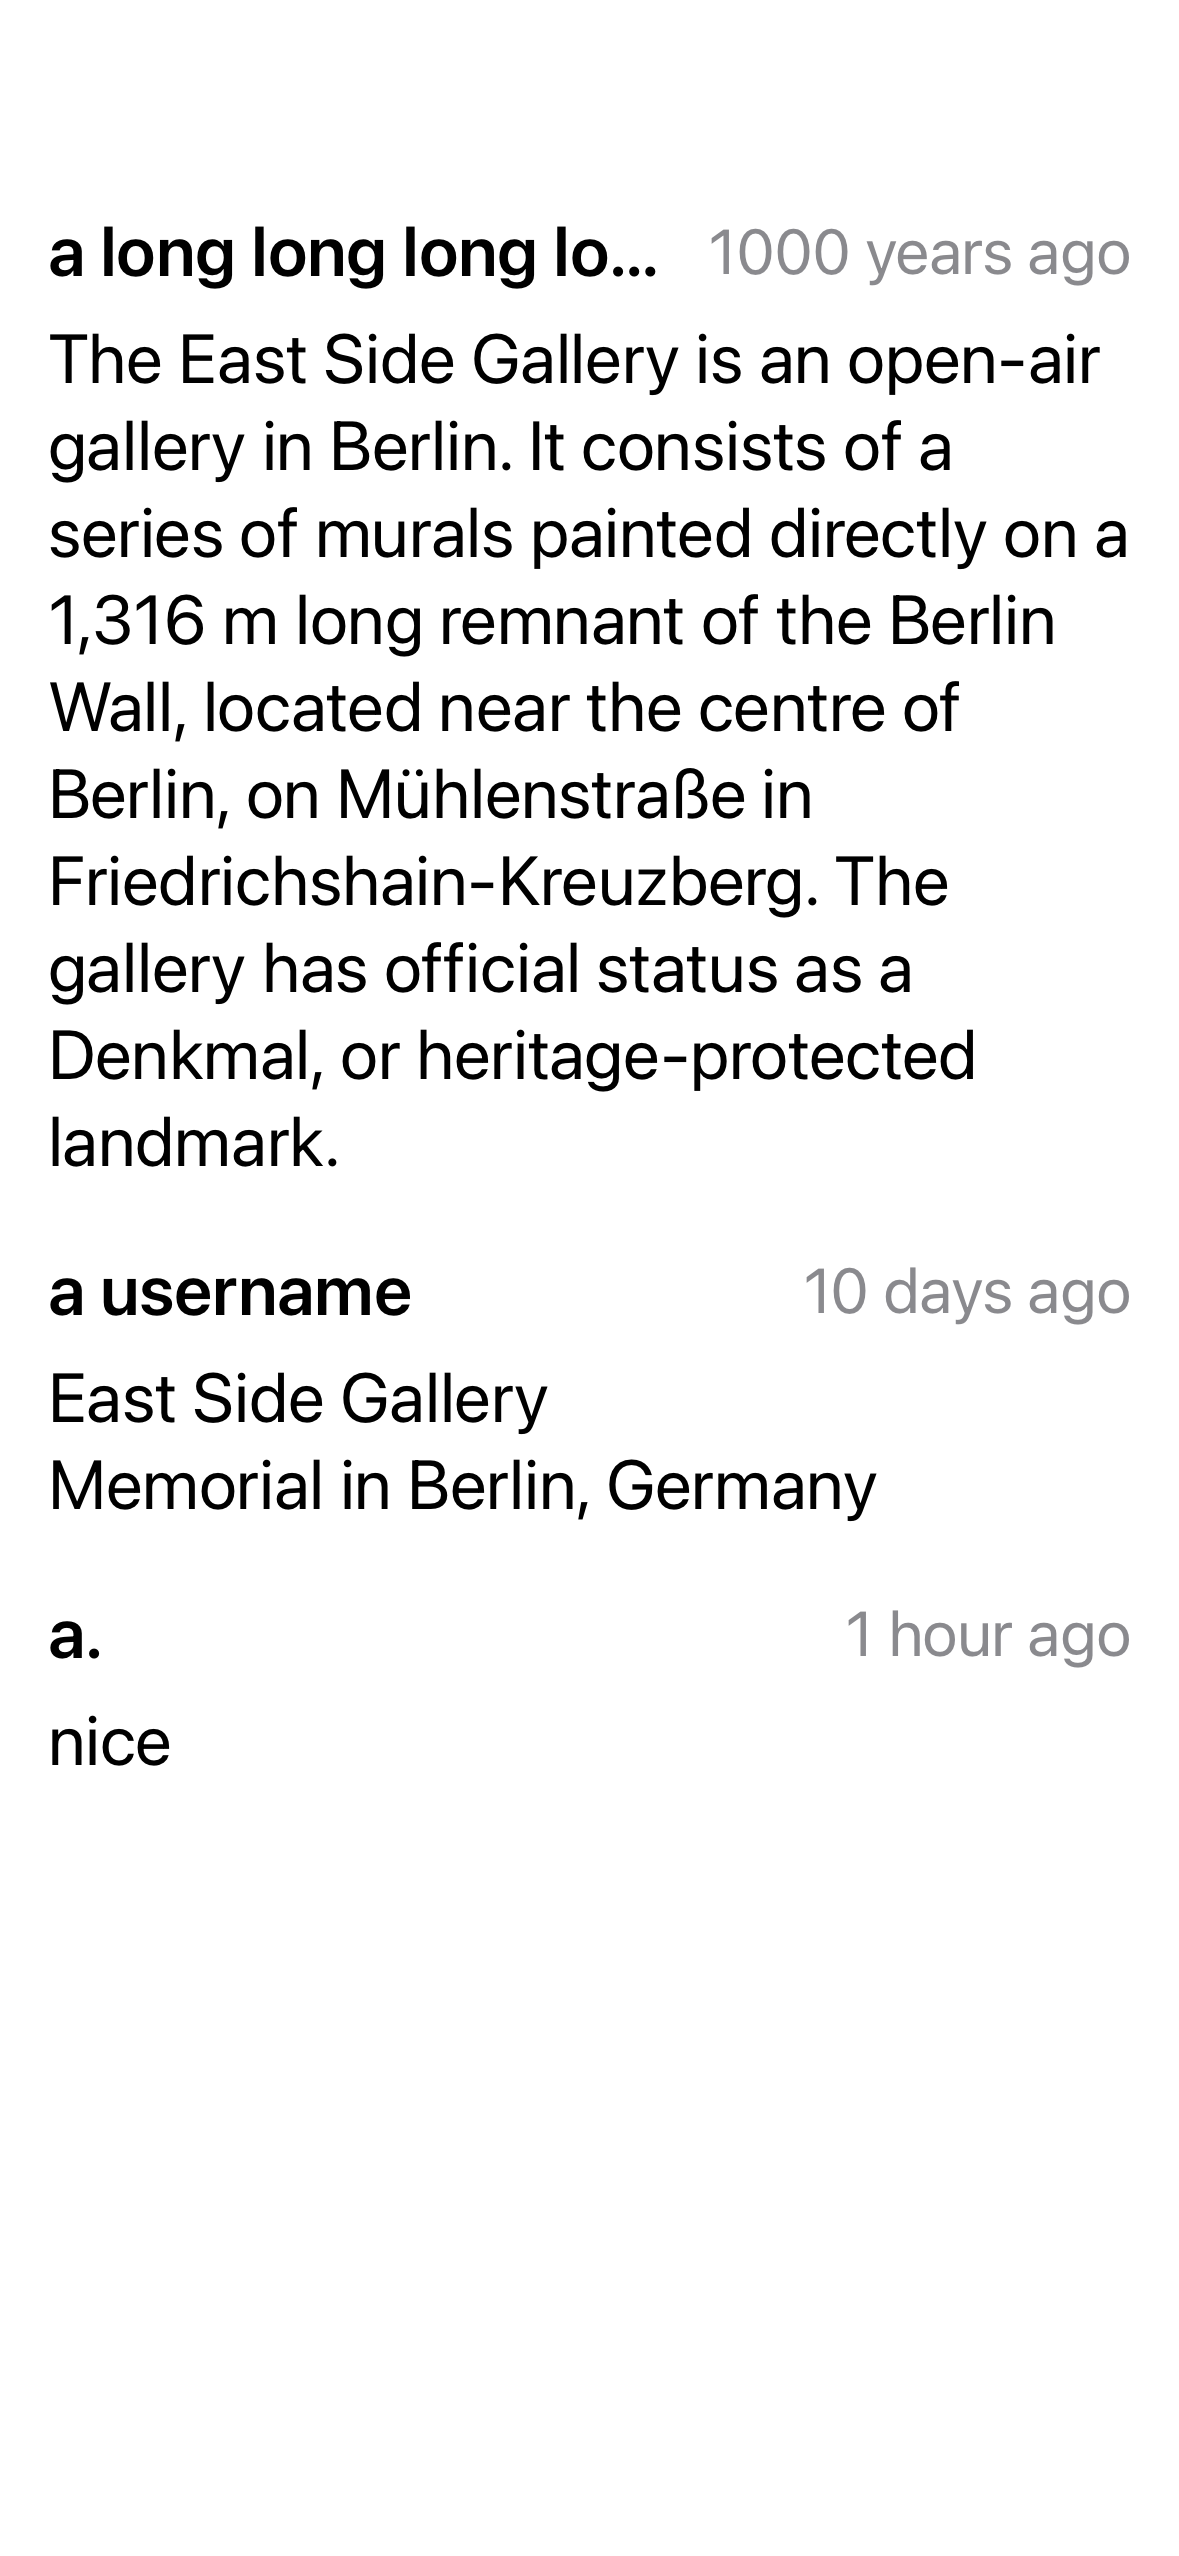 a long long long lo... 1000 years ago
The East Side Gallery is an open-air
gallery in Berlin. It consists of a
series of murals painted directly on a
1,316 m long remnant of the Berlin
Wall, located near the centre of
Berlin, on Mühlenstraße in
Friedrichshain-Kreuzberg. The
gallery has official status as a
Denkmal, or heritage-protected
landmark.
a username 10 days ago
East Side Gallery
Memorial in Berlin, Germany
a. 1 hour ago
nice